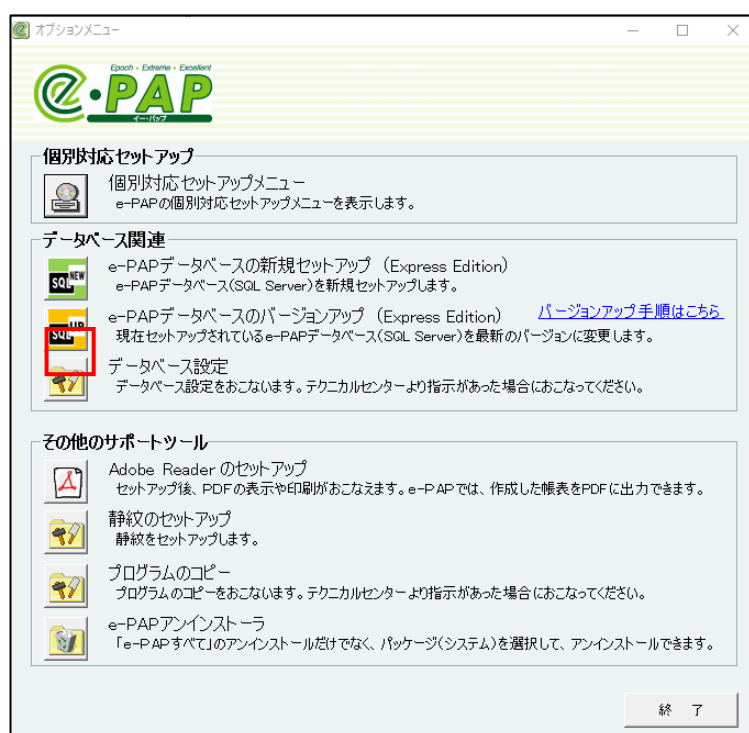 オプションメニュー
Epoch・Extreme・Excellent
e・PAP
イー・パップ
個別対応セットアップ
個別対応セットアップメニュー
e-PAPの個別対応セットアップメニューを表示します。
データベース関連
SQL NEW
e-PAPデータベースの新規セットアップ (Express Edition)
e-PAPデータベース(SQL Server)を新規セットアップします。
SQL UP
e-PAPデータベースのバージョンアップ (Express Edition) バージョンアップ手順はこちら
現在セットアップされているe-PAPデータベース(SQL Server)を最新のバージョンに変更します。
データベース設定
データベース設定をおこないます。テクニカルセンターより指示があった場合におこなってください。
その他のサポートツール
Adobe Reader のセットアップ
セットアップ後、PDFの表示や印刷がおこなえます。e-PAPでは、作成した帳表をPDFに出力できます。
静紋のセットアップ
静紋をセットアップします。
プログラムのコピー
プログラムのコピーをおこないます。テクニカルセンターより指示があった場合におこなってください。
e-PAPアンインストーラ
「e-PAPすべて」のアンインストールだけでなく、パッケージ(システム)を選択して、アンインストールできます。
終 了